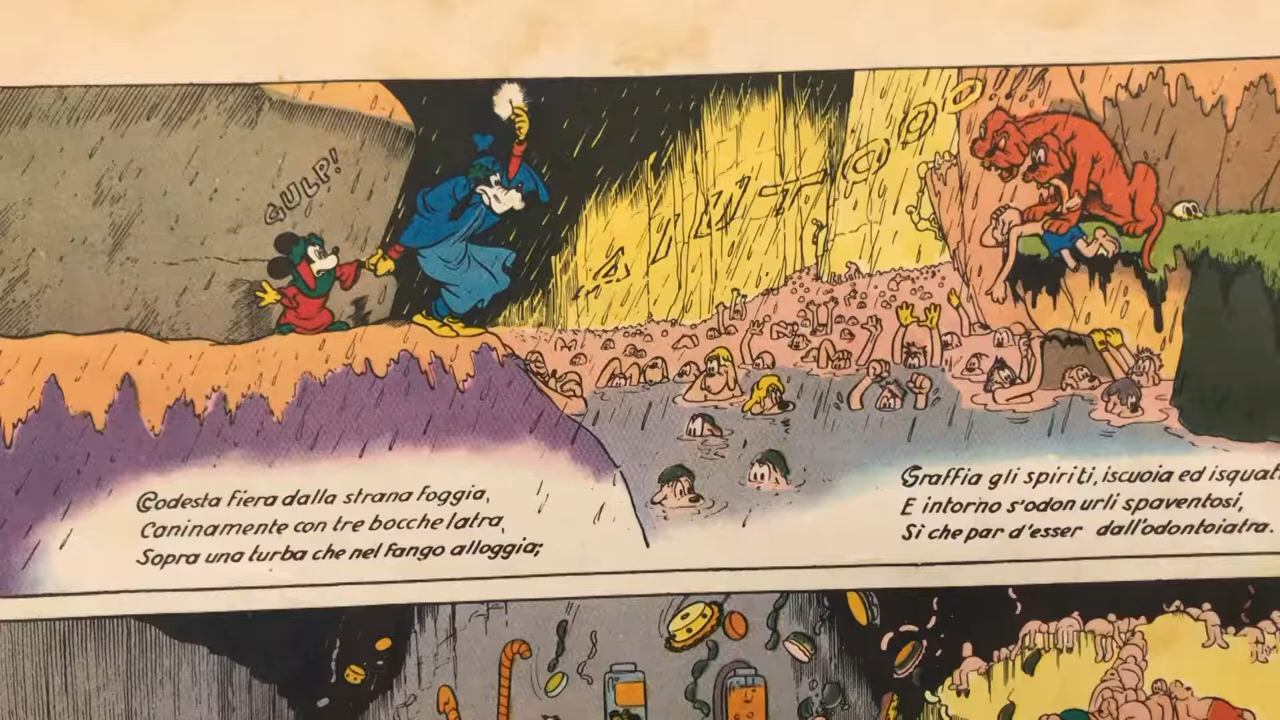 GULP!
Codesta fiera dalla strana foggia,
Caninamente con tre bocche latra,
Sopra una turba che nel fango alloggia;
Graffia gli spiriti, iscuoia ed isquat
E intorno s'odon urli spaventosi,
Sì che par d'esser dall'odontoiatra.